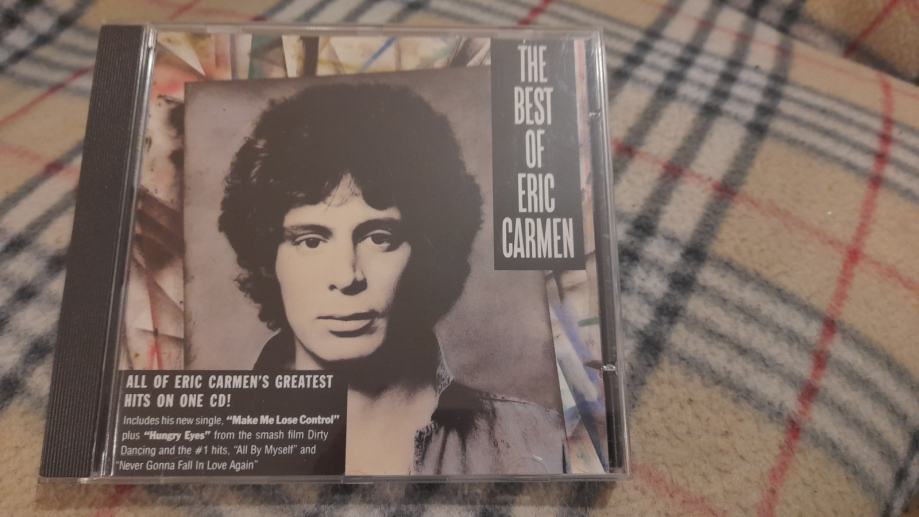 THE
BEST
OF
ERIC
CARMEN
ALL OF ERIC CARMEN'S GREATEST
HITS ON ONE CD!
Includes his new single, "Make Me Lose Control"
plus "Hungry Eyes" from the smash film Dirty
Dancing and the #1 hits, "All By Myself" and
"Never Gonna Fall In Love Again"